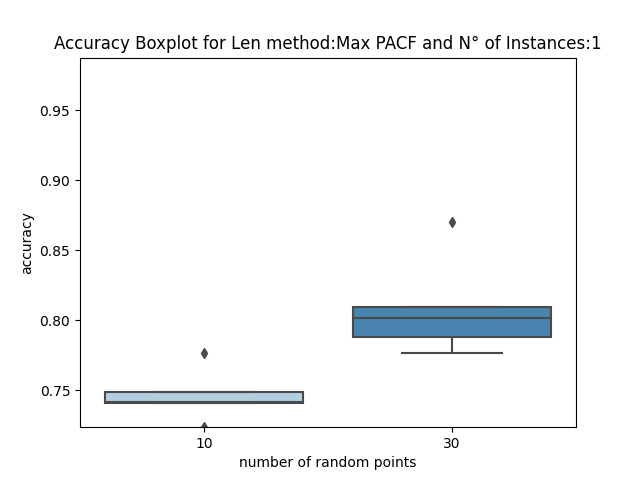 Accuracy Boxplot for Len method:Max PACF and N° of Instances:1
0.95
0.90
0.85
0.80
0.75
accuracy
10
30
number of random points